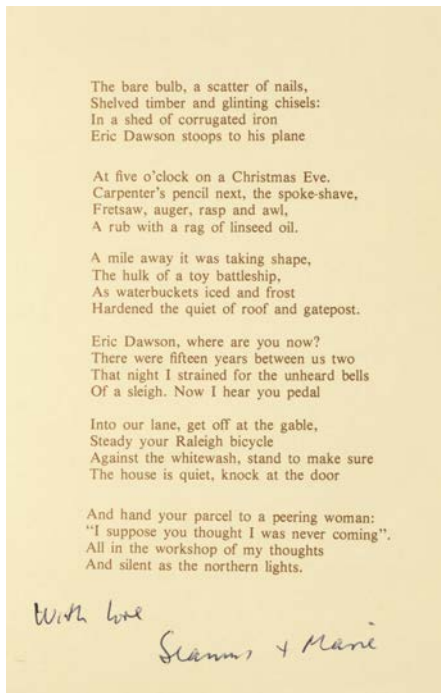 The bare bulb, a scatter of nails,
Shelved timber and glinting chisels:
In a shed of corrugated iron
Eric Dawson stoops to his plane
At five o'clock on a Christmas Eve.
Carpenter's pencil next, the spoke-shave,
Fretsaw, auger, rasp and awl,
A rub with a rag of linseed oil.
A mile away it was taking shape,
The hulk of a toy battleship,
As waterbuckets iced and frost
Hardened the quiet of roof and gatepost.
Eric Dawson, where are you now?
There were fifteen years between us two
That night I strained for the unheard bells
Of a sleigh. Now I hear you pedal
Into our lane, get off at the gable,
Steady your Raleigh bicycle
Against the whitewash, stand to make sure
The house is quiet, knock at the door
And hand your parcel to a peering woman:
"I suppose you thought I was never coming".
All in the workshop of my thoughts
And silent as the northern lights.
With love
Seamus + Marie